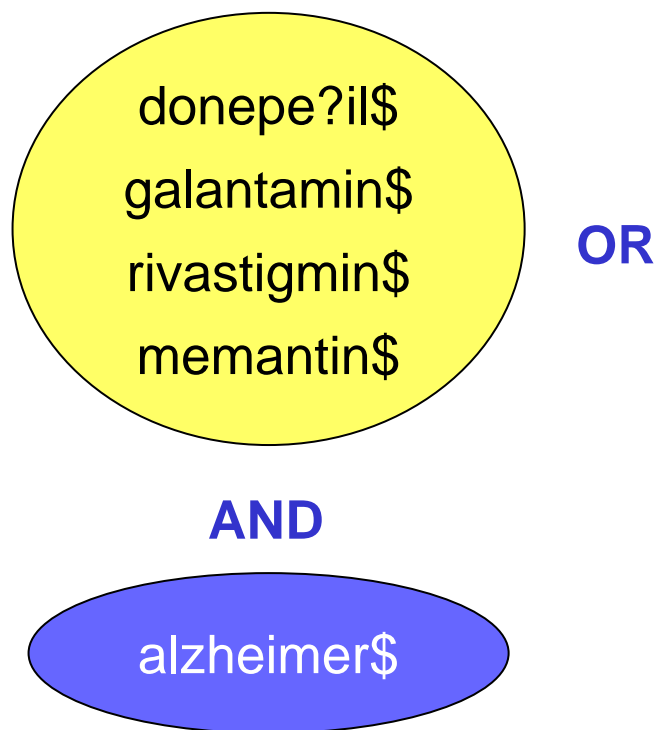 donepe?il$
galantamin$
OR
rivastigmin$
memantin$
AND
alzheimer$